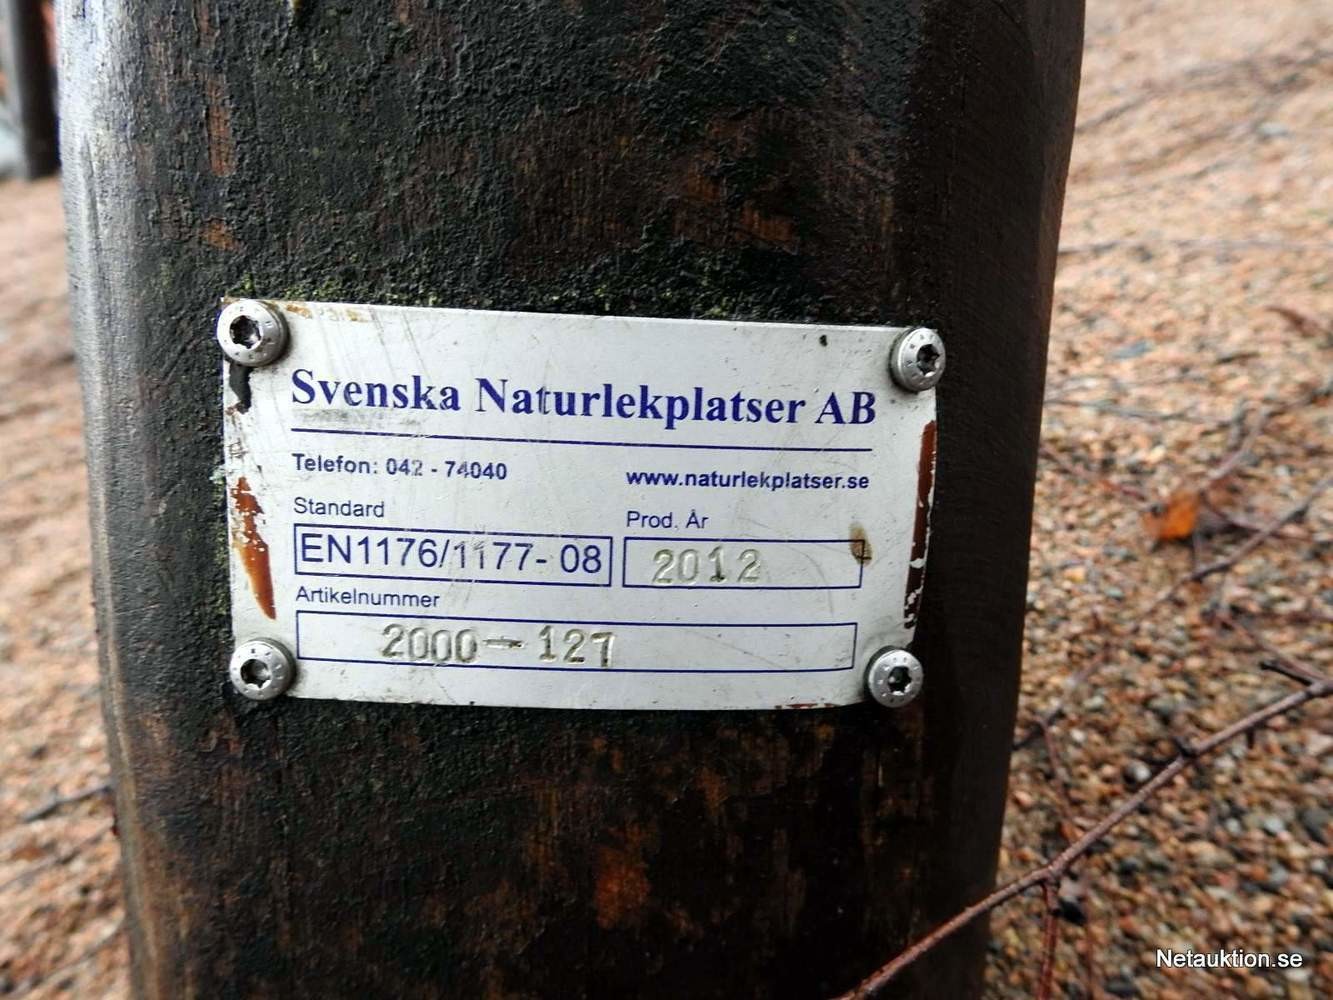 Svenska Naturlekplatser AB
Telefon: 042 - 74040
www.naturlekplatser.se
Standard
Prod. År
EN1176/1177- 08
2012
Artikelnummer
2000-127
Netauktion.se